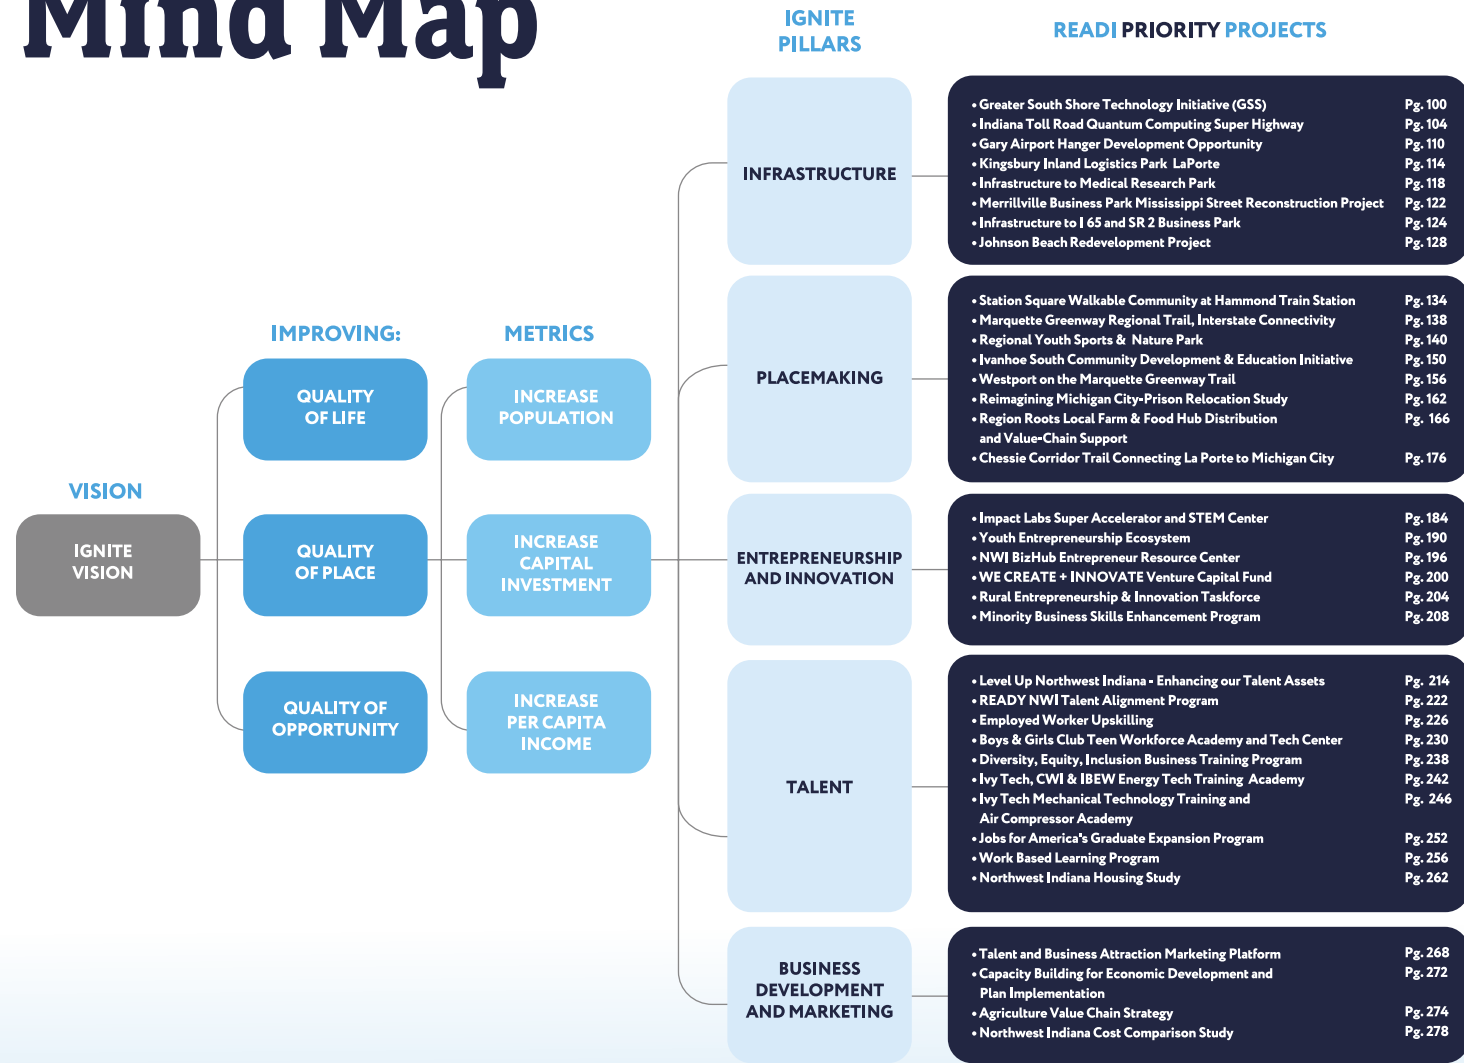 Mind Map
IGNITE
PILLARS
READI PRIORITY PROJECTS
VISION
IGNITE
VISION
IMPROVING:
QUALITY
OF LIFE
QUALITY
OF PLACE
QUALITY OF
OPPORTUNITY
METRICS
INCREASE
POPULATION
INCREASE
CAPITAL
INVESTMENT
INCREASE
PER CAPITA
INCOME
INFRASTRUCTURE
• Greater South Shore Technology Initiative (GSS) Pg. 100
• Indiana Toll Road Quantum Computing Super Highway Pg. 104
• Gary Airport Hanger Development Opportunity Pg. 110
• Kingsbury Inland Logistics Park LaPorte Pg. 114
• Infrastructure to Medical Research Park Pg. 118
• Merrillville Business Park Mississippi Street Reconstruction Project Pg. 122
• Infrastructure to I 65 and SR 2 Business Park Pg. 124
• Johnson Beach Redevelopment Project Pg. 128
PLACEMAKING
• Station Square Walkable Community at Hammond Train Station Pg. 134
• Marquette Greenway Regional Trail, Interstate Connectivity Pg. 138
• Regional Youth Sports & Nature Park Pg. 140
• Ivanhoe South Community Development & Education Initiative Pg. 150
• Westport on the Marquette Greenway Trail Pg. 156
• Reimagining Michigan City-Prison Relocation Study Pg. 162
• Region Roots Local Farm & Food Hub Distribution Pg. 166
and Value-Chain Support
• Chessie Corridor Trail Connecting La Porte to Michigan City Pg. 176
ENTREPRENEURSHIP
AND INNOVATION
• Impact Labs Super Accelerator and STEM Center Pg. 184
• Youth Entrepreneurship Ecosystem Pg. 190
• NWI BizHub Entrepreneur Resource Center Pg. 196
• WE CREATE + INNOVATE Venture Capital Fund Pg. 200
• Rural Entrepreneurship & Innovation Taskforce Pg. 204
• Minority Business Skills Enhancement Program Pg. 208
TALENT
• Level Up Northwest Indiana - Enhancing our Talent Assets Pg. 214
• READY NWI Talent Alignment Program Pg. 222
• Employed Worker Upskilling Pg. 226
• Boys & Girls Club Teen Workforce Academy and Tech Center Pg. 230
• Diversity, Equity, Inclusion Business Training Program Pg. 238
• Ivy Tech, CWI & IBEW Energy Tech Training Academy Pg. 242
• Ivy Tech Mechanical Technology Training and Pg. 246
Air Compressor Academy
• Jobs for America's Graduate Expansion Program Pg. 252
• Work Based Learning Program Pg. 256
• Northwest Indiana Housing Study Pg. 262
BUSINESS
DEVELOPMENT
AND MARKETING
• Talent and Business Attraction Marketing Platform Pg. 268
• Capacity Building for Economic Development and Pg. 272
Plan Implementation
• Agriculture Value Chain Strategy Pg. 274
• Northwest Indiana Cost Comparison Study Pg. 278